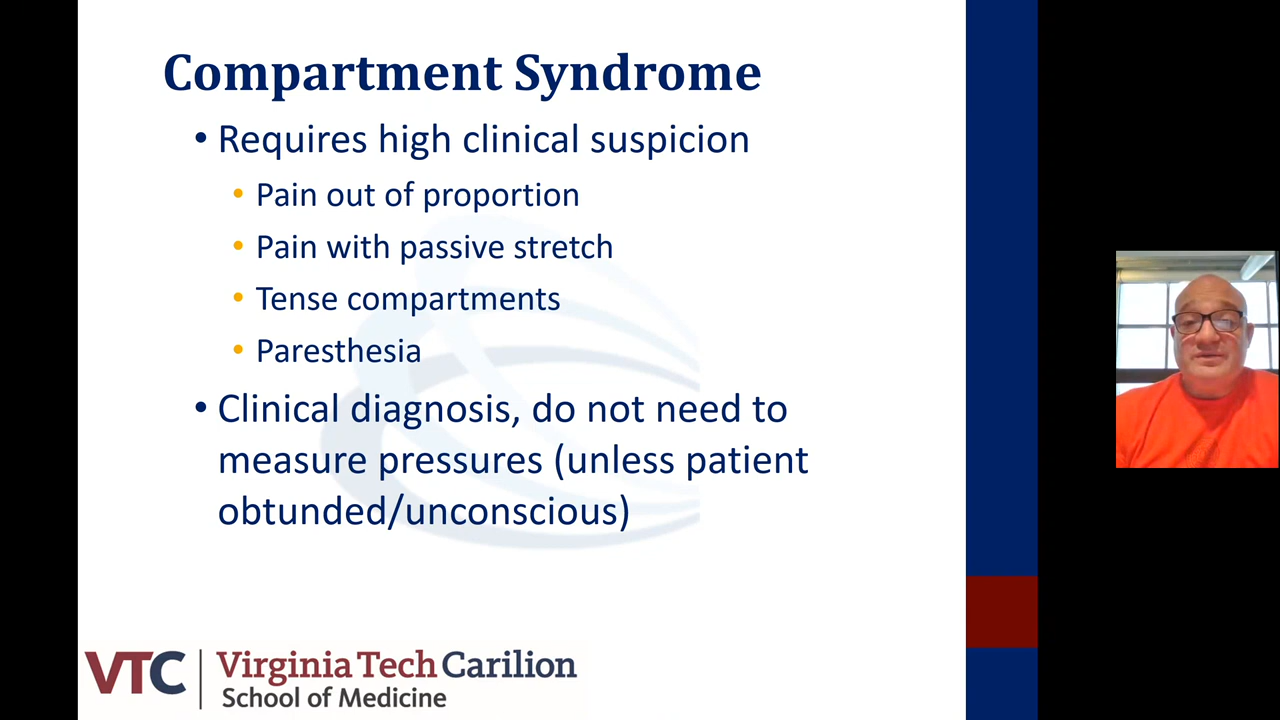 Compartment Syndrome
• Requires high clinical suspicion
• Pain out of proportion
• Pain with passive stretch
• Tense compartments
• Paresthesia
• Clinical diagnosis, do not need to
measure pressures (unless patient
obtunded/unconscious)
VTC | Virginia Tech Carilion
School of Medicine